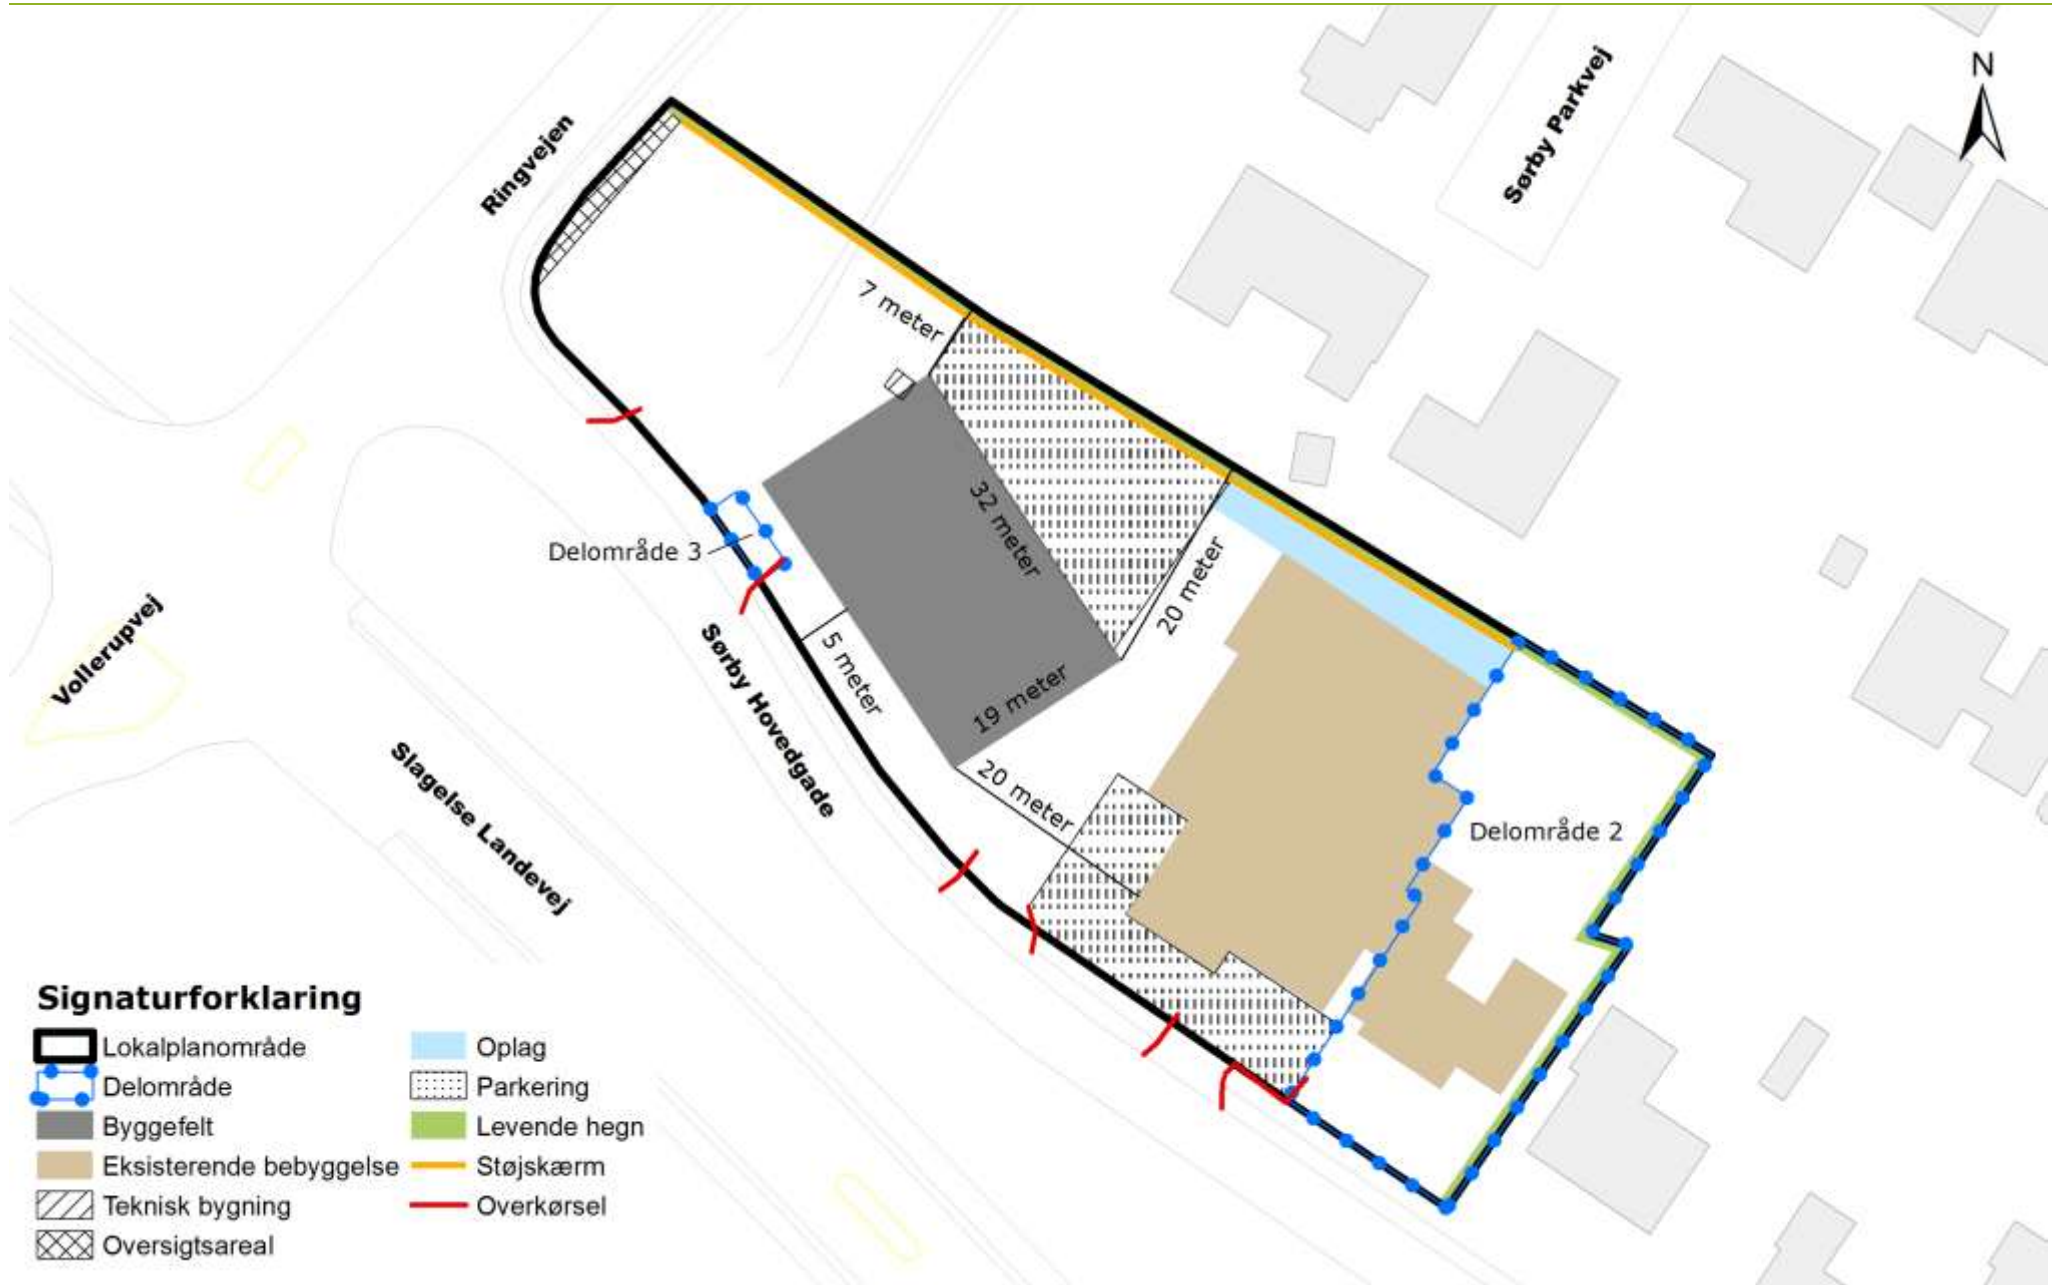 N
Sørby Parkvej
Ringvejen
7 meter
32 meter
Delområde 3
20 meter
5 meter
Vollerupvej
Sørby Hovedgade
19 meter
20 meter
Delområde 2
Slagelse Landevej
Signaturforklaring
Lokalplanområde
Delområde
Byggefelt
Eksisterende bebyggelse
Teknisk bygning
Oversigtsareal
Oplag
Parkering
Levende hegn
Støjskærm
Overkørsel